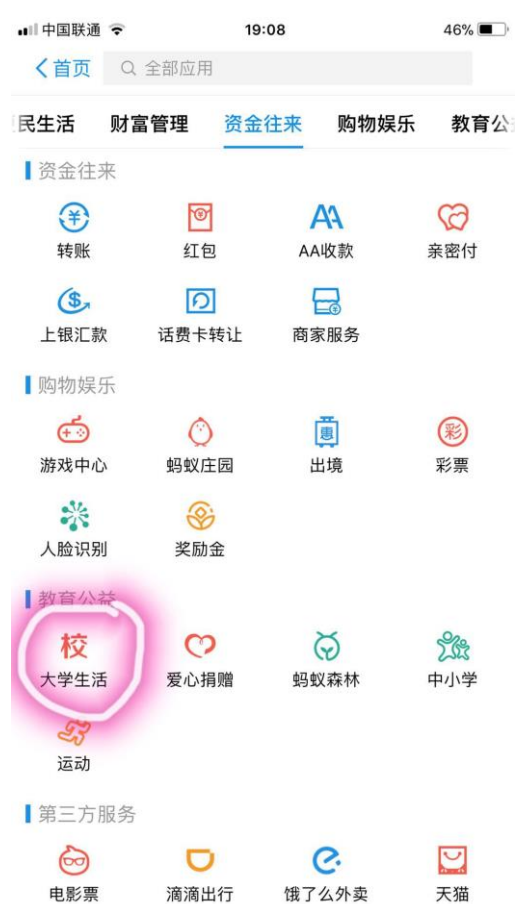 中国联通 19:08 46%
首页 全部应用
民生活 财富管理 资金往来 购物娱乐 教育公
资金往来
转账 红包 AA收款 亲密付
上银汇款 话费卡转让 商家服务
购物娱乐
惠 彩
游戏中心 蚂蚁庄园 出境 彩票
人脸识别 奖励金
教育公益
校
大学生活 爱心捐赠 蚂蚁森林 中小学
运动
第三方服务
电影票 滴滴出行 饿了么外卖 天猫